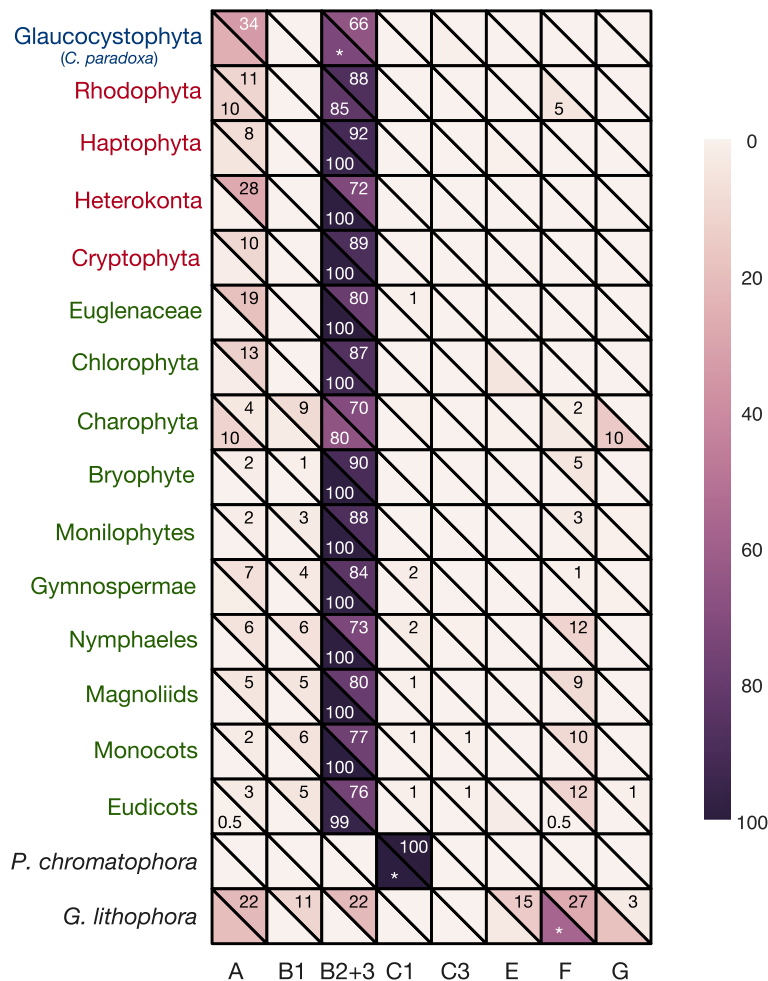 Glaucocystophyta 34 66
(C. paradoxa) *
Rhodophyta 11 88
10 85 5
Haptophyta 8 92
100
Heterokonta 28 72
100
Cryptophyta 10 89
100
Euglenaceae 19 80 1
100
Chlorophyta 13 87
100
Charophyta 4 9 70 2
10 80 10
Bryophyte 2 1 90 5
100
Monilophytes 2 3 88 3
100
Gymnospermae 7 4 84 2 1
100
Nymphaeles 6 6 73 2 12
100
Magnoliids 5 5 80 1 9
100
Monocots 2 6 77 1 1 10
100
Eudicots 3 5 76 1 1 12 1
0.5 99 0.5
P. chromatophora 100
*
G. lithophora 22 11 22 15 27 3
*
A B1 B2+3 C1 C3 E F G
0
20
40
60
80
100